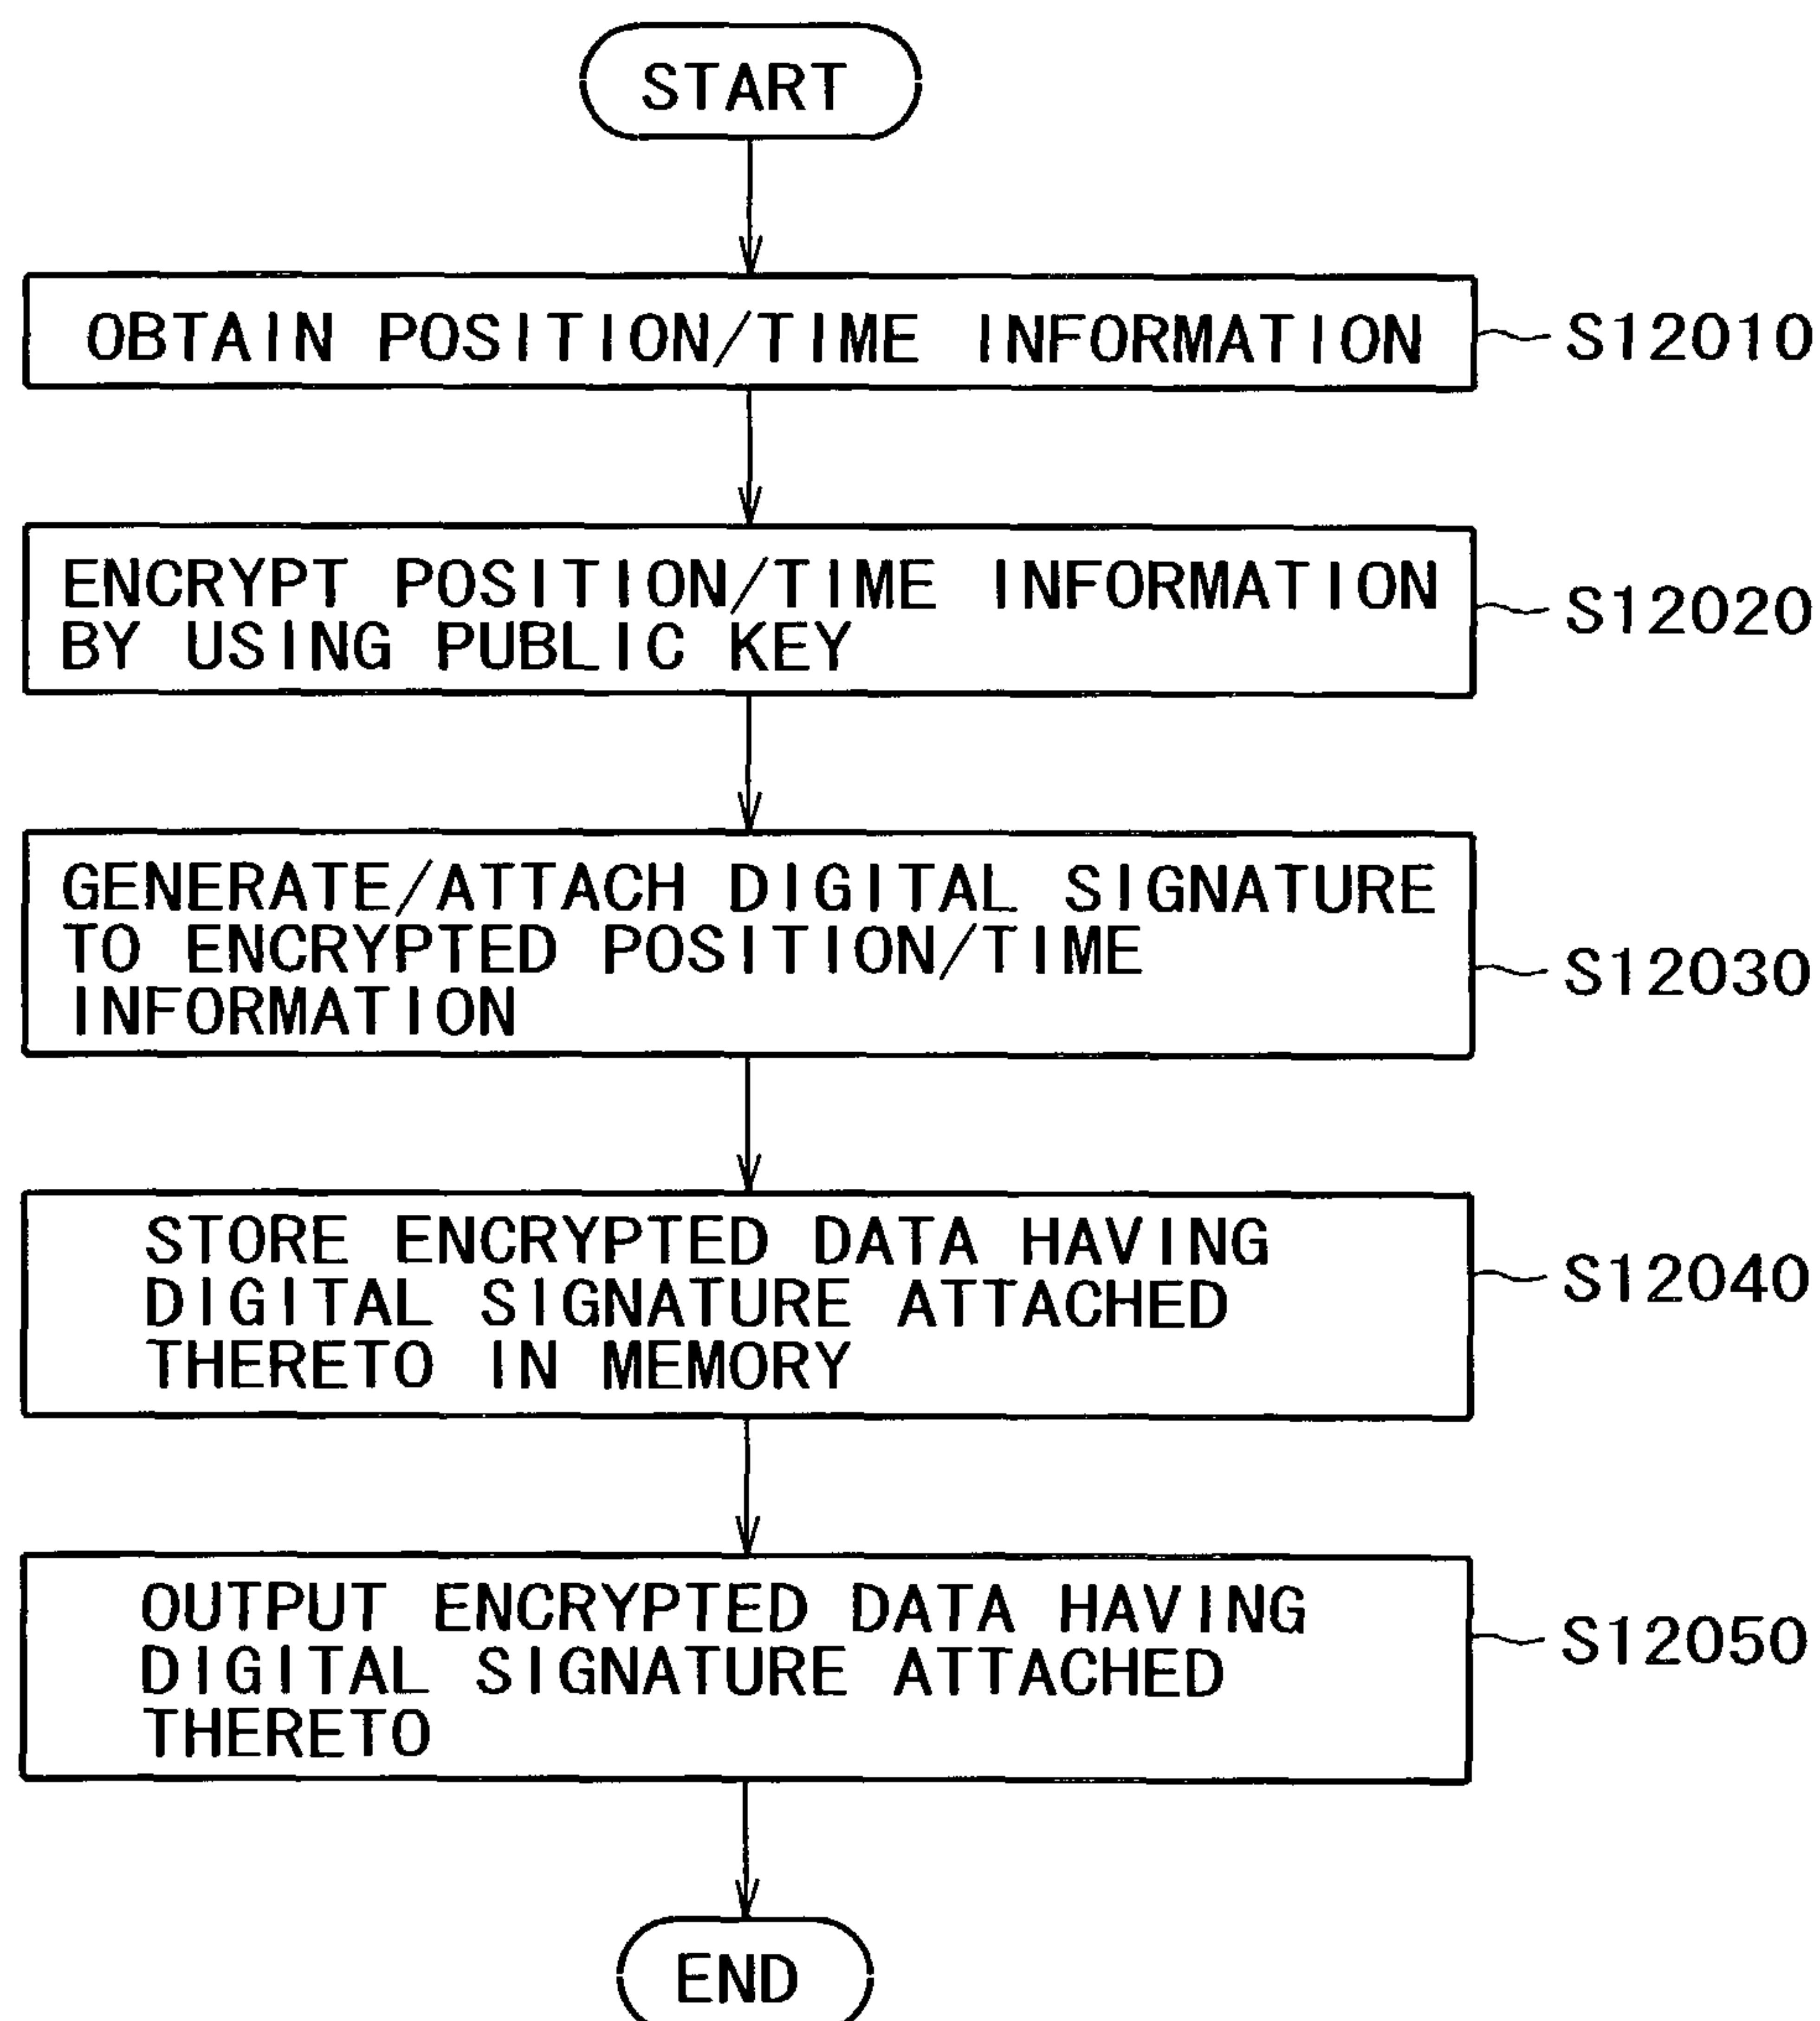 START
OBTAIN POSITION/TIME INFORMATION
S12010
ENCRYPT POSITION/TIME INFORMATION
BY USING PUBLIC KEY
S12020
GENERATE/ATTACH DIGITAL SIGNATURE
TO ENCRYPTED POSITION/TIME
INFORMATION
S12030
STORE ENCRYPTED DATA HAVING
DIGITAL SIGNATURE ATTACHED
THERETO IN MEMORY
S12040
OUTPUT ENCRYPTED DATA HAVING
DIGITAL SIGNATURE ATTACHED
THERETO
S12050
END